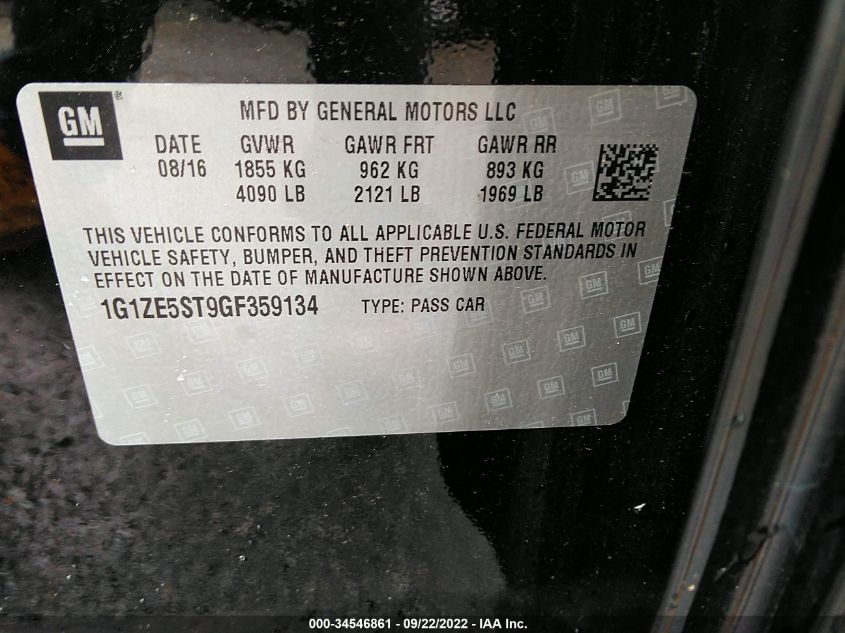 GM ® MFD BY GENERAL MOTORS LLC
DATE GVWR GAWR FRT GAWR RR
08/16 1855 KG 962 KG 893 KG
4090 LB 2121 LB 1969 LB
THIS VEHICLE CONFORMS TO ALL APPLICABLE U.S. FEDERAL MOTOR
VEHICLE SAFETY, BUMPER, AND THEFT PREVENTION STANDARDS IN
EFFECT ON THE DATE OF MANUFACTURE SHOWN ABOVE.
1G1ZE5ST9GF359134 TYPE: PASS CAR
000-34546861 - 09/22/2022 - IAA Inc.